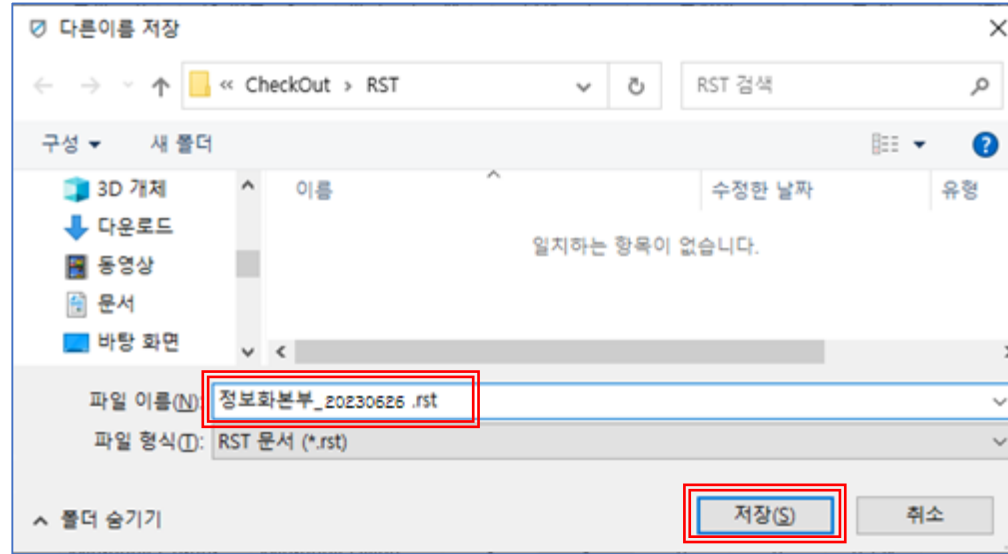 다른이름 저장
« CheckOut › RST
RST 검색
구성
새 폴더
3D 개체
다운로드
동영상
문서
바탕 화면
이름
수정한 날짜
유형
일치하는 항목이 없습니다.
파일 이름(N): 정보화본부_20230626 .rst
파일 형식(T): RST 문서 (*.rst)
폴더 숨기기
저장(S)
취소